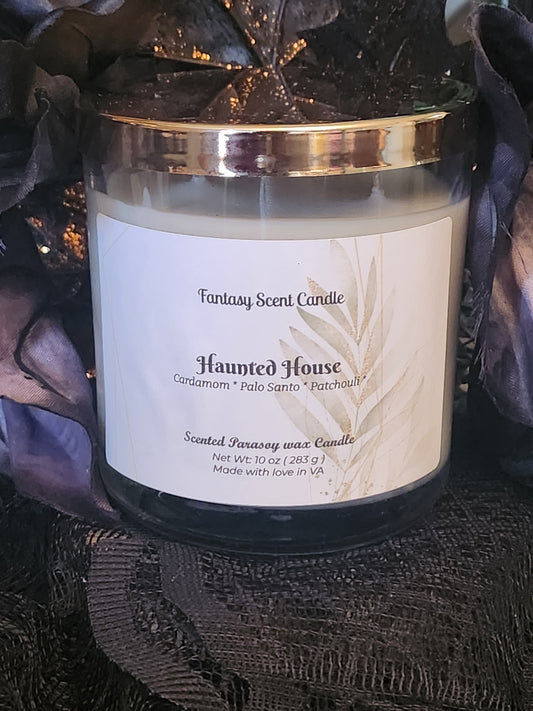 Fantasy Scent Candle
Haunted House
Cardamom * Palo Santo * Patchouli *
Scented Parasoy wax Candle
Net Wt: 10 oz ( 283 g )
Made with love in VA